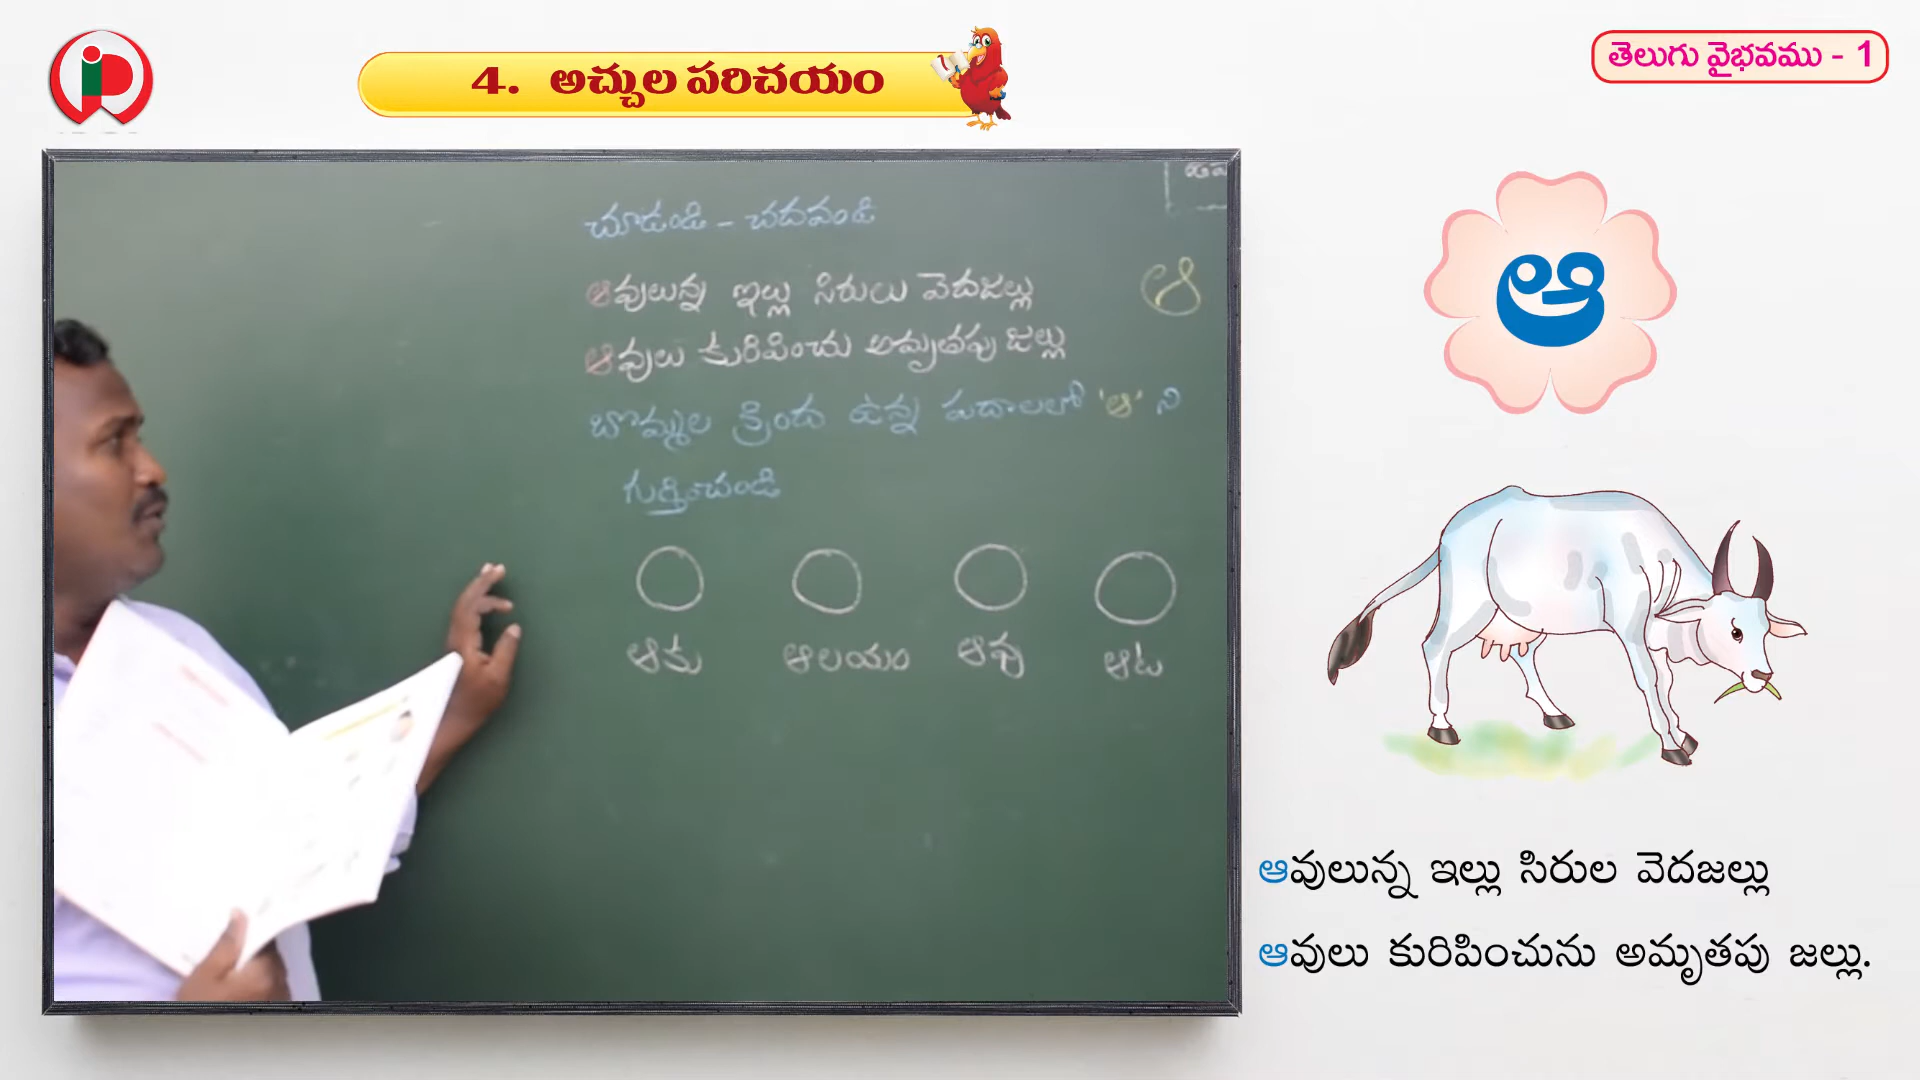 4. అచ్చుల పరిచయం
తెలుగు వైభవము - 1
చూడండి - చదవండి
ఆవులున్న ఇల్లు సిరులు వెదజల్లు
ఆ
ఆవులు కురిపించు అమృతపు జల్లు
బొమ్మల క్రింద ఉన్న పదాలలో 'ఆ' ని
గుర్తించండి
ఆకు ఆలయం ఆవు ఆట
ఆ
ఆవులున్న ఇల్లు సిరుల వెదజల్లు
ఆవులు కురిపించును అమృతపు జల్లు.